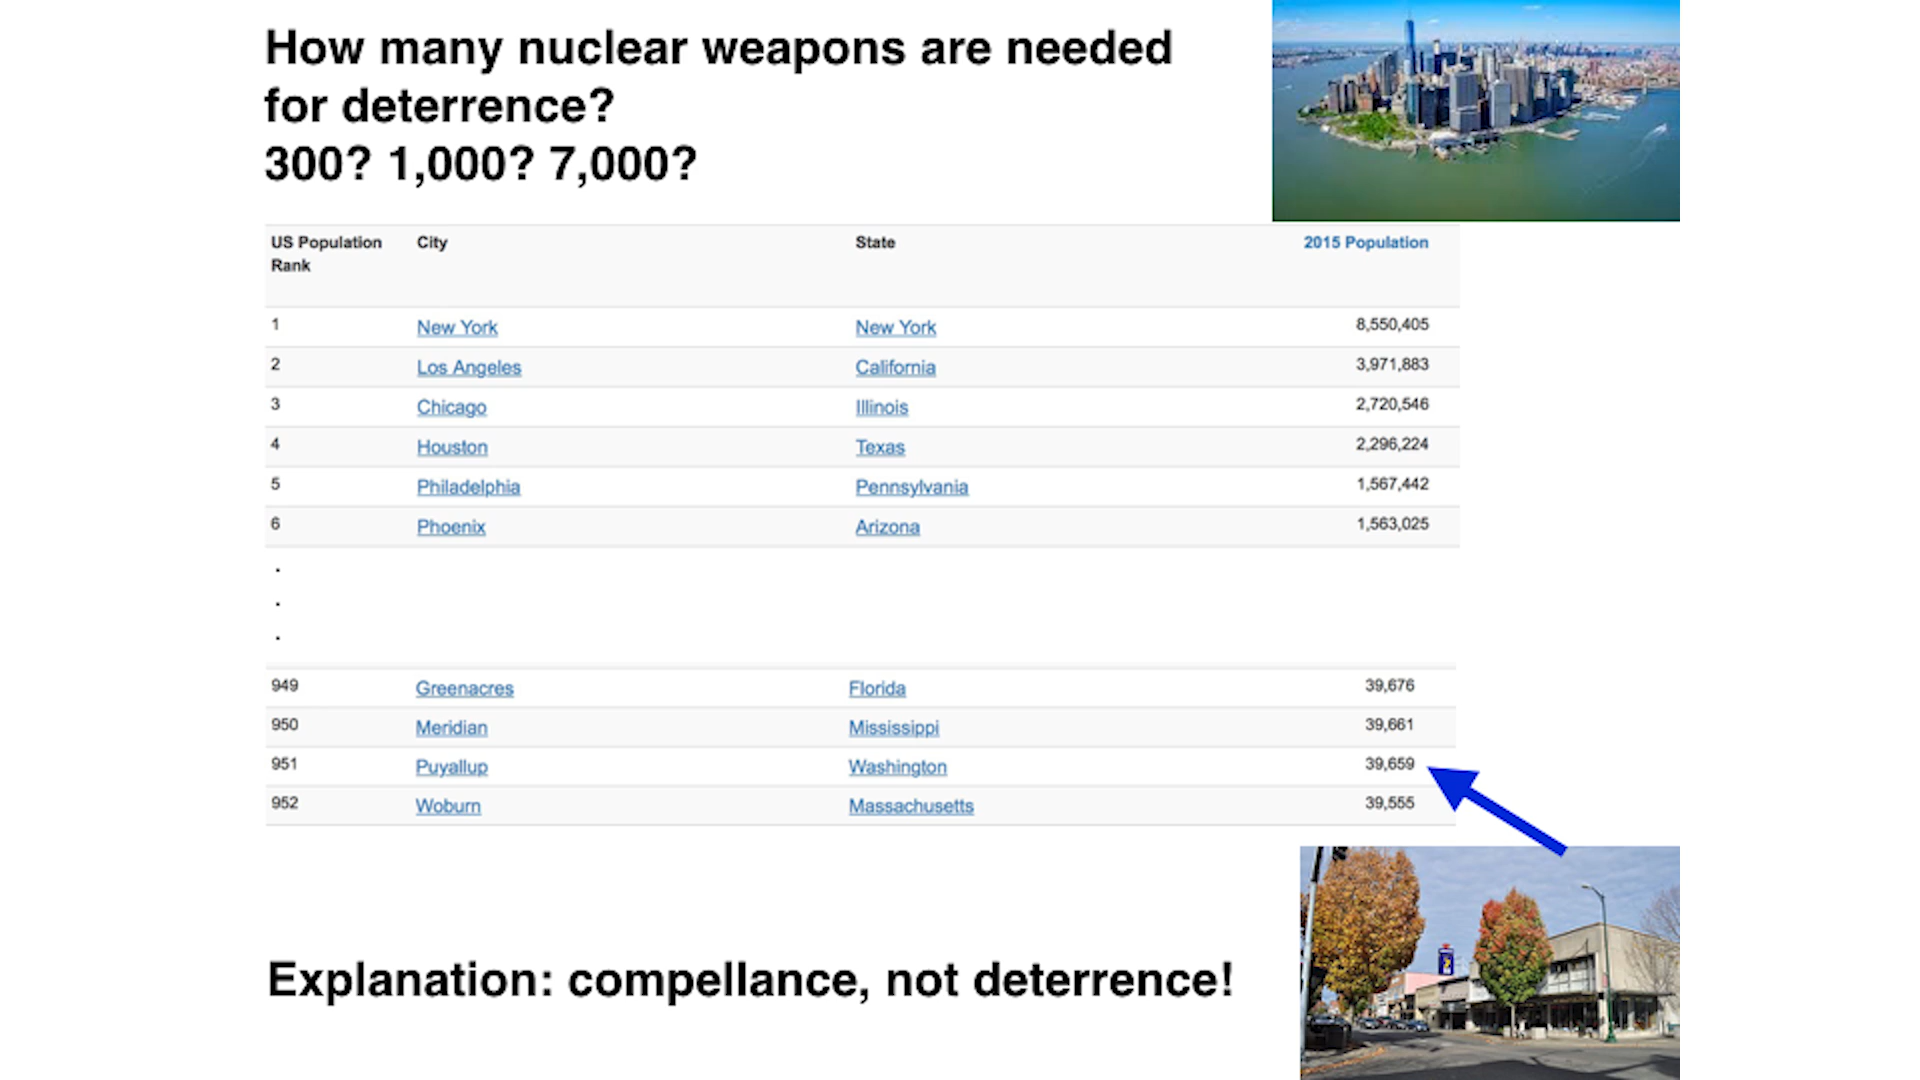 How many nuclear weapons are needed
for deterrence?
300? 1,000? 7,000?
US Population Rank City State 2015 Population
1 New York New York 8,550,405
2 Los Angeles California 3,971,883
3 Chicago Illinois 2,720,546
4 Houston Texas 2,296,224
5 Philadelphia Pennsylvania 1,567,442
6 Phoenix Arizona 1,563,025
.
.
.
949 Greenacres Florida 39,676
950 Meridian Mississippi 39,661
951 Puyallup Washington 39,659
952 Woburn Massachusetts 39,555
Explanation: compellance, not deterrence!